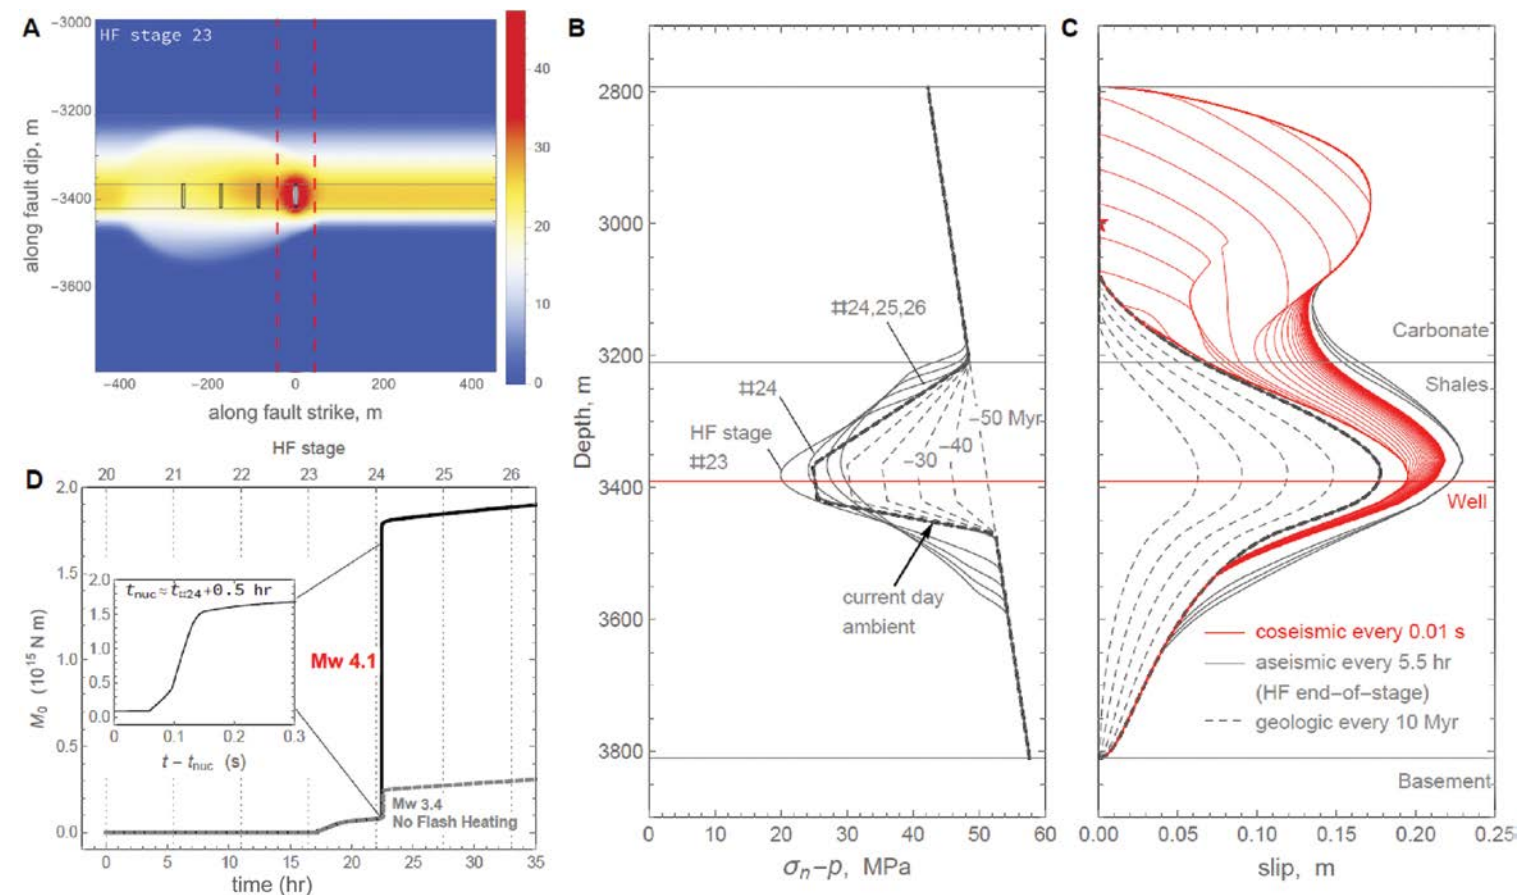 A
HF stage 23
−3000
−3200
−3400
−3600
along fault dip, m
−400
−200
0
200
400
along fault strike, m
40
30
20
10
0
B
2800
3000
3200
3400
3600
3800
Depth, m
⌗24,25,26
⌗24
HF stage
⌗23
−50 Myr
−40
−30
current day
ambient
0
10
20
30
40
50
60
σn−p, MPa
C
Carbonate
Shales
Well
coseismic every 0.01 s
aseismic every 5.5 hr
(HF end−of−stage)
geologic every 10 Myr
Basement
0.00
0.05
0.10
0.15
0.20
0.25
slip, m
D
HF stage
20
21
22
23
24
25
26
2.0
1.5
1.0
0.5
0.0
M0 (10^15 N m)
tnuc≈t⌗24+0.5 hr
2.0
1.5
1.0
0.5
0.0
0
0.1
0.2
0.3
t − tnuc (s)
Mw 4.1
Mw 3.4
No Flash Heating
0
5
10
15
20
25
30
35
time (hr)